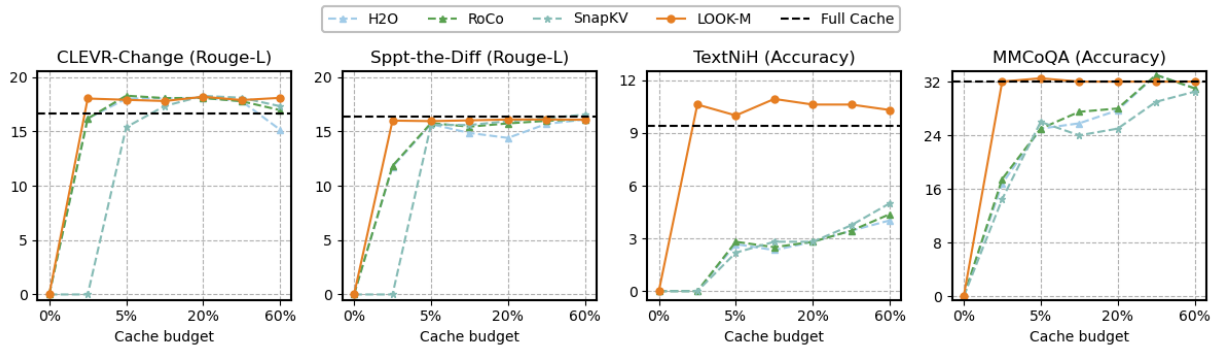 H2O RoCo SnapKV LOOK-M Full Cache
CLEVR-Change (Rouge-L)
20
15
10
5
0
0% 5% 20% 60%
Cache budget
Sppt-the-Diff (Rouge-L)
20
15
10
5
0
0% 5% 20% 60%
Cache budget
TextNiH (Accuracy)
12
9
6
3
0
0% 5% 20% 60%
Cache budget
MMCoQA (Accuracy)
32
24
16
8
0
0% 5% 20% 60%
Cache budget